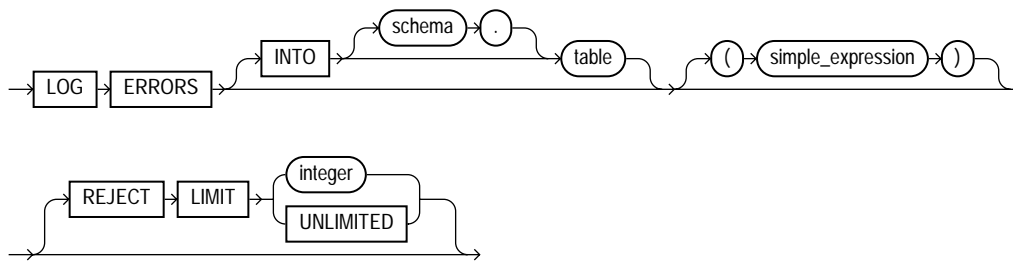 schema .
INTO table ( simple_expression )
LOG ERRORS
integer
REJECT LIMIT
UNLIMITED